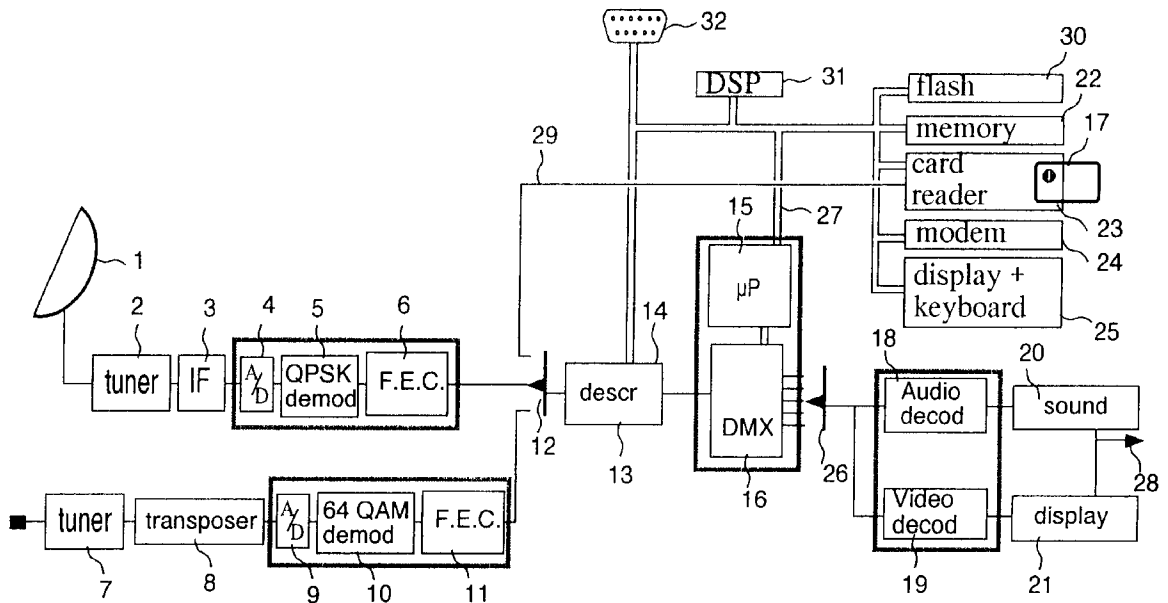 32
30
DSP
31
flash
22
memory
17
29
card
reader
23
15
27
modem
24
1
µP
display +
keyboard
25
2
3
4
5
6
14
18
20
tuner
IF
A/D
QPSK
demod
F.E.C.
descr
DMX
Audio
decod
sound
12
13
16
26
28
tuner
transposer
A/D
64 QAM
demod
F.E.C.
Video
decod
display
7
8
9
10
11
19
21